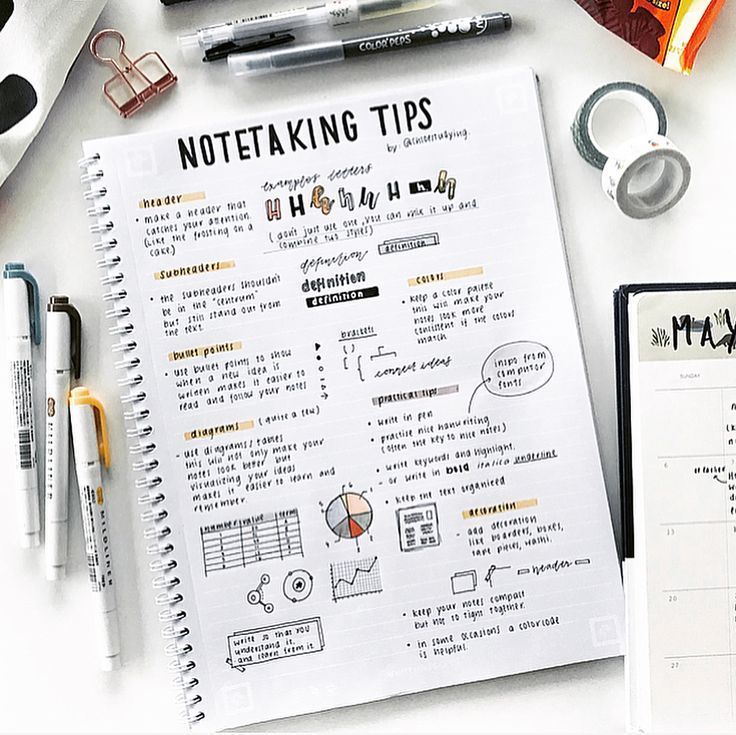 COLOR'PEPS
NOTETAKING TIPS
by: @chloestudying.
header
• make a header that
catches your attention.
(Like the frosting on a
cake.)
examples letters
H H h h h H h h
(don't just use one, you can mix it up and
combine two styles)
Subheaders
• the subheaders shouldn't
be in the "centrum"
but still stand out from
the text.
definition
definition
definition
definition
colors
• keep a color palette
this will make your
notes look more
consistent if the colors
match.
bullet points
• use bullet points to show
when a new idea is
written makes it easier to
read and follow your notes
brackets
connect ideas
inspo from
computer
fonts
practical tips
• write in pen
• practise nice handwriting
(often the key to nice notes)
• write keywords and highlight.
- or write in bold italics underline
• keep the text organized
diagrams (quite a few)
- use diagrams/tables
this will not only make your
notes look better but
visualizing your ideas
makes it easier to learn and
remember.
number value term
decoration
- add decoration
like boarders, boxes,
tape pieces, washi.
header
• keep your notes compact
but not to tight together.
• in some occasions a colorcode
is helpful.
write so that you
understand it,
and learn from it
MILDLINER
MAY
SUNDAY
6
13
20
27